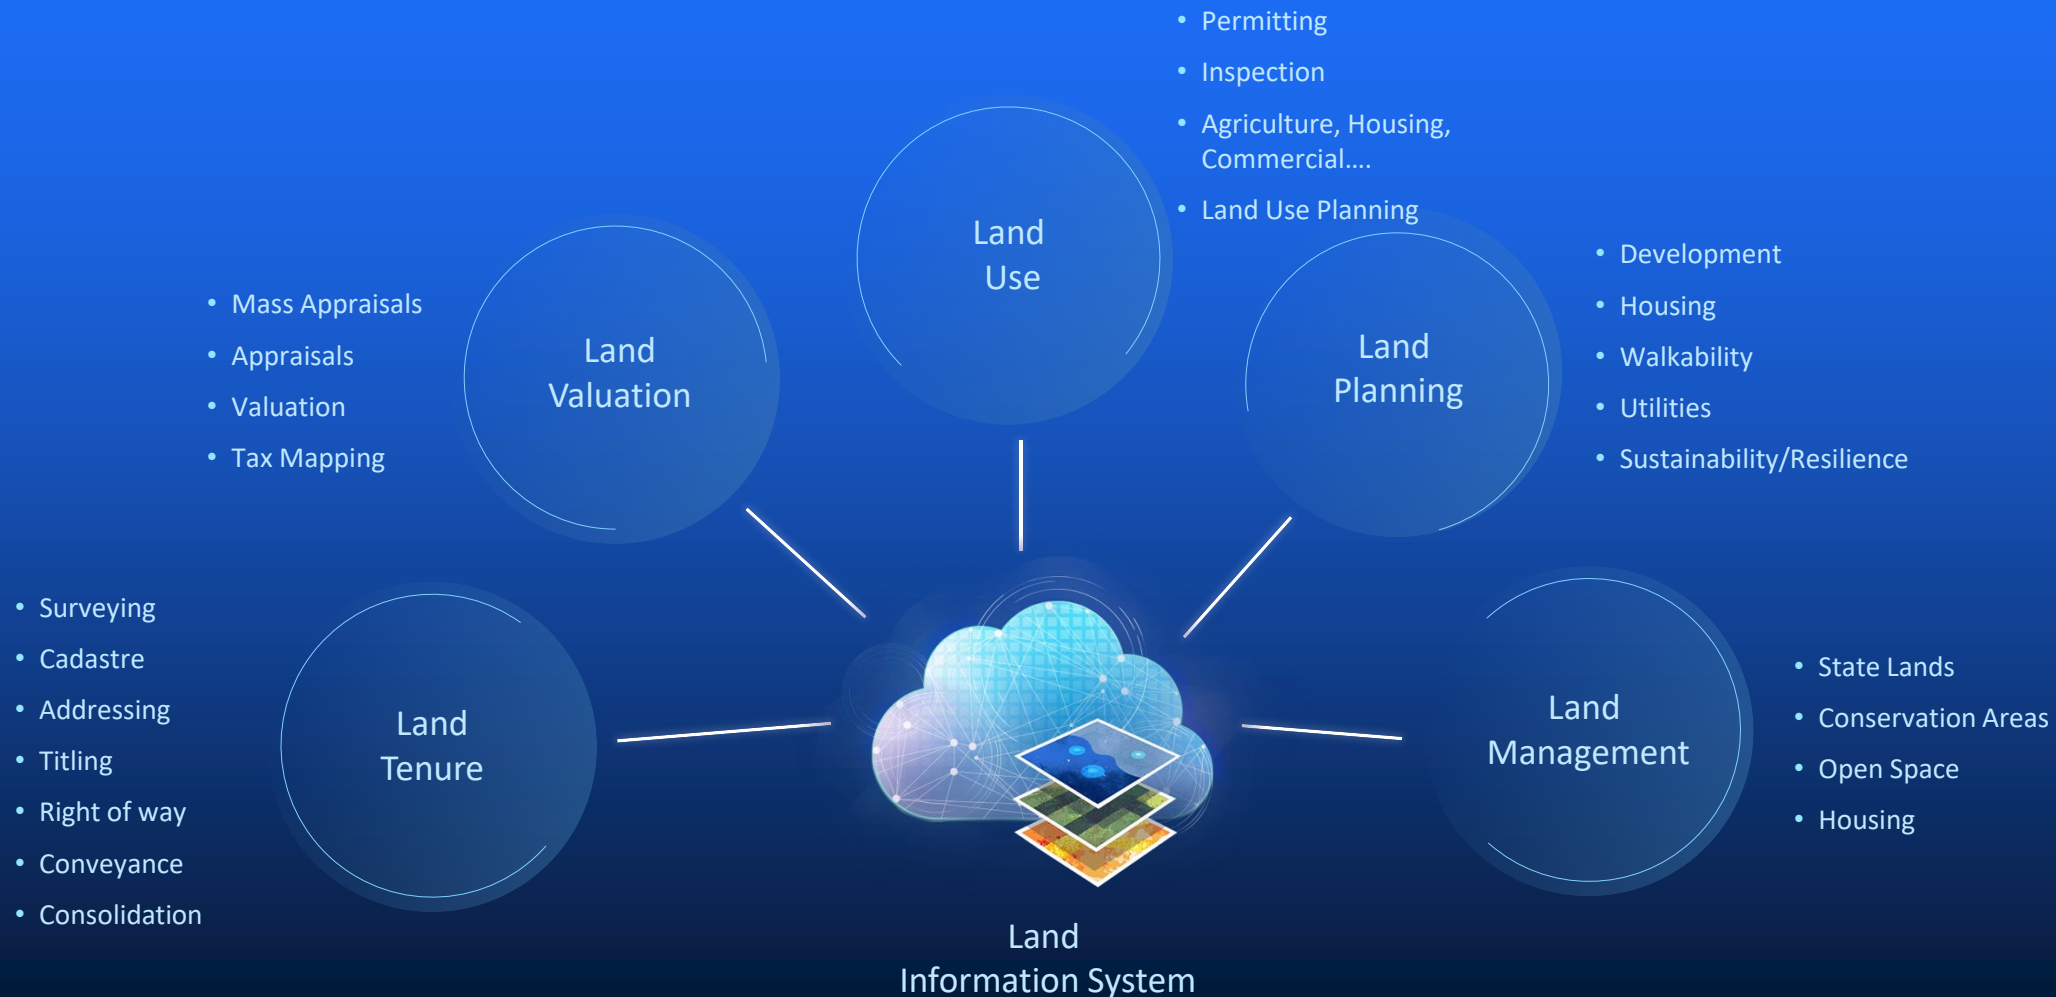 • Permitting
• Inspection
• Agriculture, Housing,
Commercial....
• Land Use Planning
Land
Use
• Mass Appraisals
• Appraisals
• Valuation
• Tax Mapping
Land
Valuation
Land
Planning
• Development
• Housing
• Walkability
• Utilities
• Sustainability/Resilience
• Surveying
• Cadastre
• Addressing
• Titling
• Right of way
• Conveyance
• Consolidation
Land
Tenure
Land
Management
• State Lands
• Conservation Areas
• Open Space
• Housing
Land
Information System